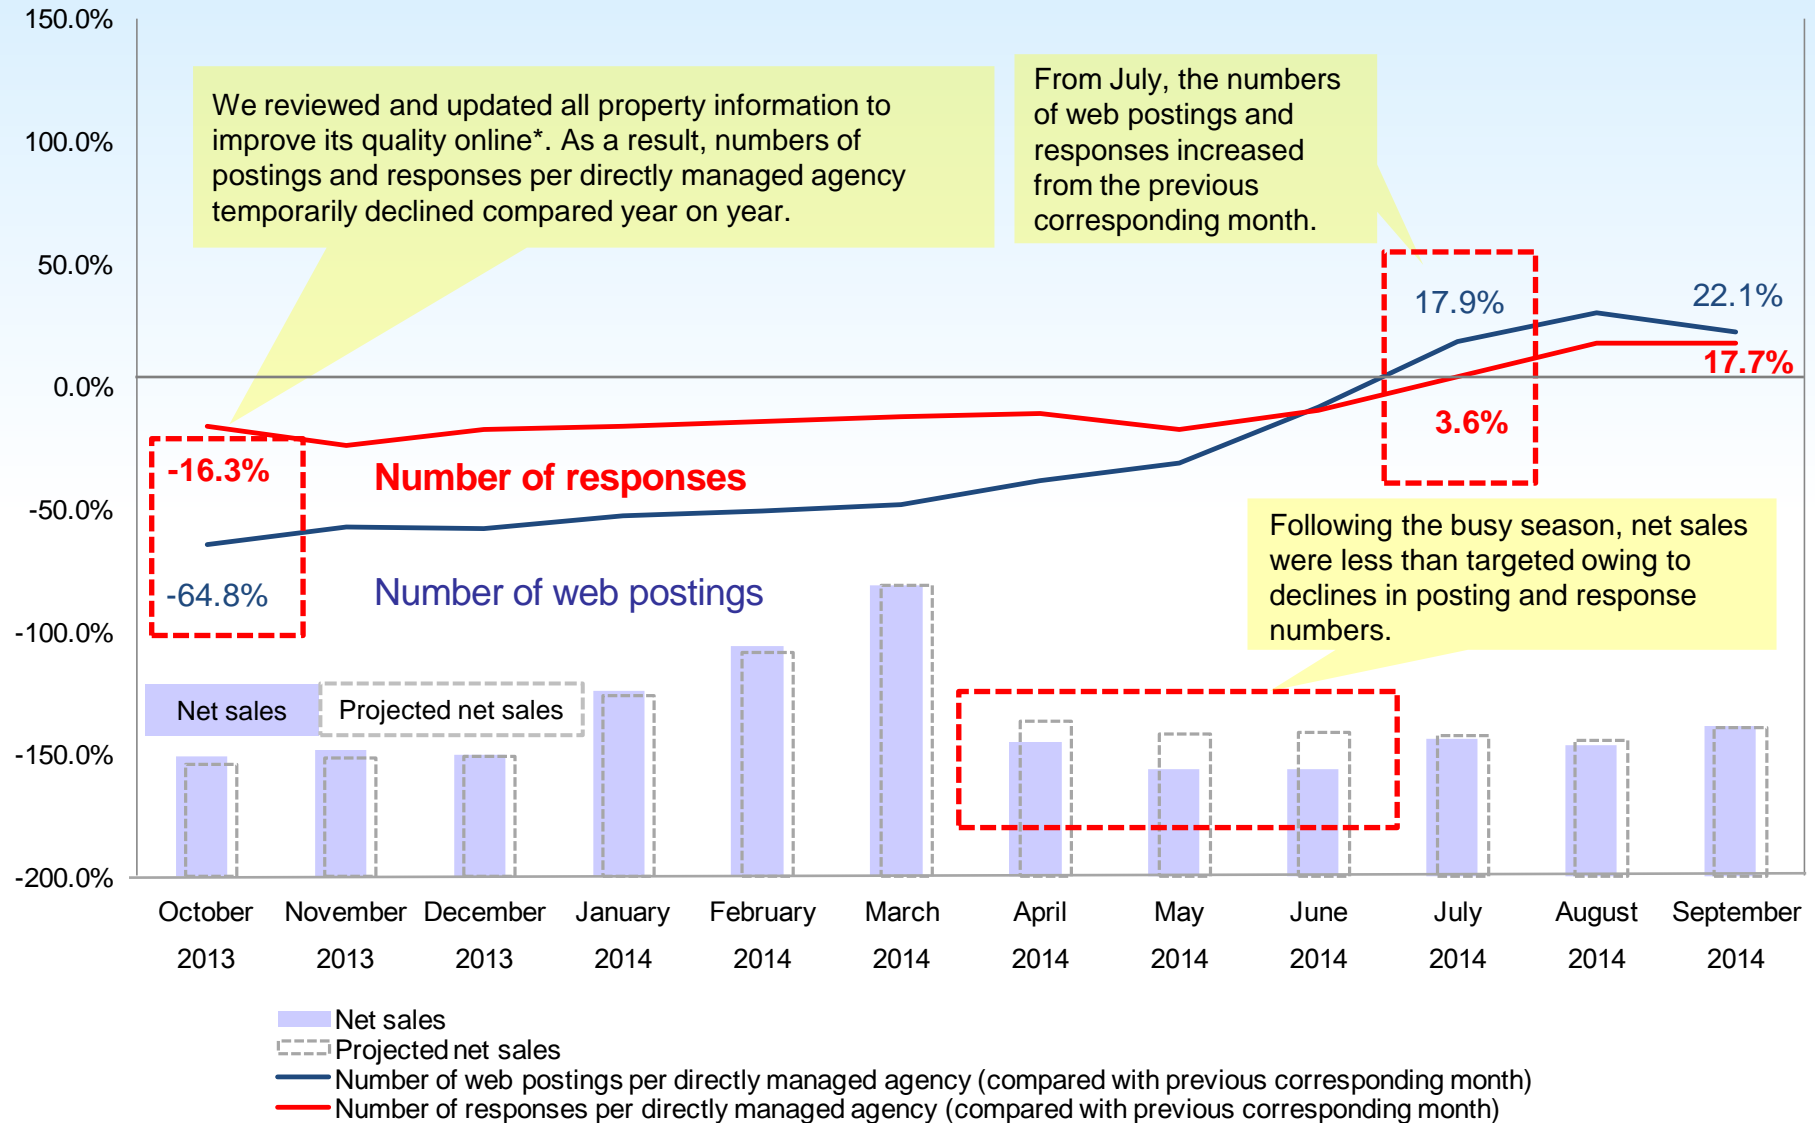 150.0%
100.0%
50.0%
0.0%
-50.0%
-100.0%
-150.0%
-200.0%
We reviewed and updated all property information to
improve its quality online*. As a result, numbers of
postings and responses per directly managed agency
temporarily declined compared year on year.
From July, the numbers
of web postings and
responses increased
from the previous
corresponding month.
17.9%
22.1%
17.7%
3.6%
-16.3%
Number of responses
-64.8%
Number of web postings
Following the busy season, net sales
were less than targeted owing to
declines in posting and response
numbers.
Net sales
Projected net sales
October November December January February March April May June July August September
2013 2013 2013 2014 2014 2014 2014 2014 2014 2014 2014 2014
Net sales
Projected net sales
Number of web postings per directly managed agency (compared with previous corresponding month)
Number of responses per directly managed agency (compared with previous corresponding month)